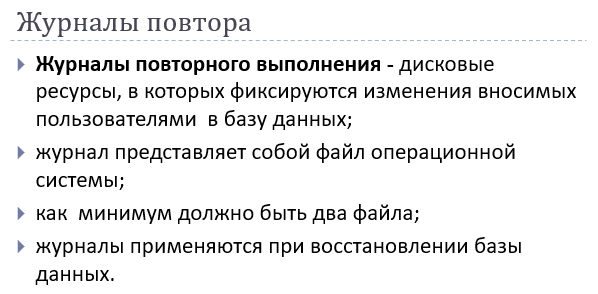 Журналы повтора
Журналы повторного выполнения - дисковые
ресурсы, в которых фиксируются изменения вносимых
пользователями в базу данных;
журнал представляет собой файл операционной
системы;
как минимум должно быть два файла;
журналы применяются при восстановлении базы
данных.